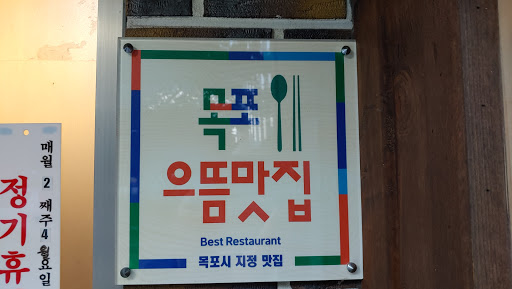 목포
으뜸맛집
Best Restaurant
목포시 지정 맛집
매월 2 째주4 월요일
정기휴